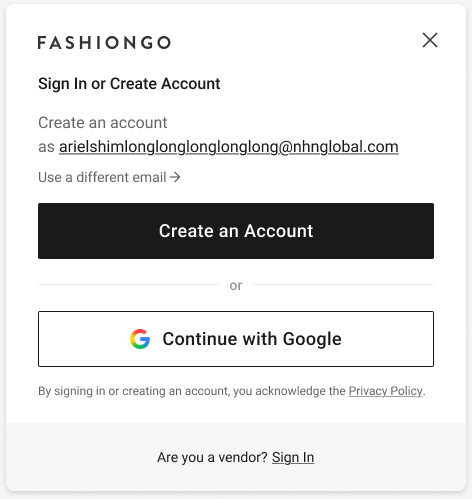 FASHIONGO
Sign In or Create Account
Create an account
as arielshimlonglonglonglonglong@nhnglobal.com
Use a different email →
Create an Account
or
Continue with Google
By signing in or creating an account, you acknowledge the Privacy Policy.
Are you a vendor? Sign In